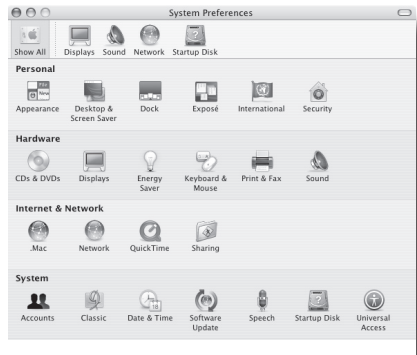 System Preferences
Show All Displays Sound Network Startup Disk
Personal
Appearance Desktop & Screen Saver Dock Exposé International Security
Hardware
CDs & DVDs Displays Energy Saver Keyboard & Mouse Print & Fax Sound
Internet & Network
.Mac Network QuickTime Sharing
System
Accounts Classic Date & Time Software Update Speech Startup Disk Universal Access